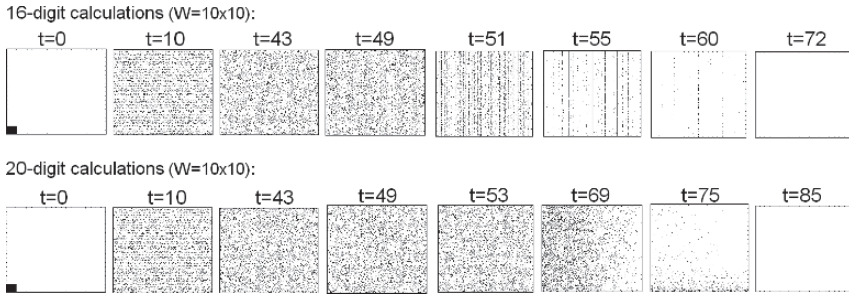 16-digit calculations (W=10x10):
t=0 t=10 t=43 t=49 t=51 t=55 t=60 t=72
20-digit calculations (W=10x10):
t=0 t=10 t=43 t=49 t=53 t=69 t=75 t=85